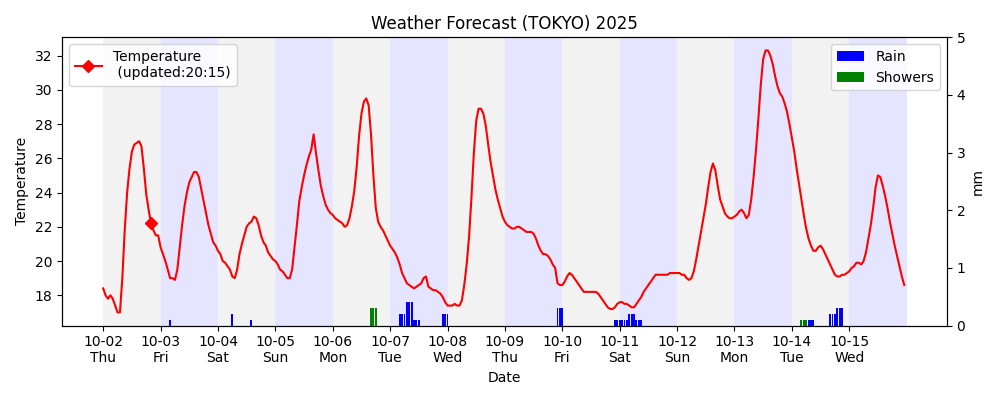 Weather Forecast (TOKYO) 2025
Temperature
(updated:20:15)
Rain
Showers
Temperature
32
30
28
26
24
22
20
18
5
4
3
2
1
0
mm
10-02 10-03 10-04 10-05 10-06 10-07 10-08 10-09 10-10 10-11 10-12 10-13 10-14 10-15
Thu Fri Sat Sun Mon Tue Wed Thu Fri Sat Sun Mon Tue Wed
Date